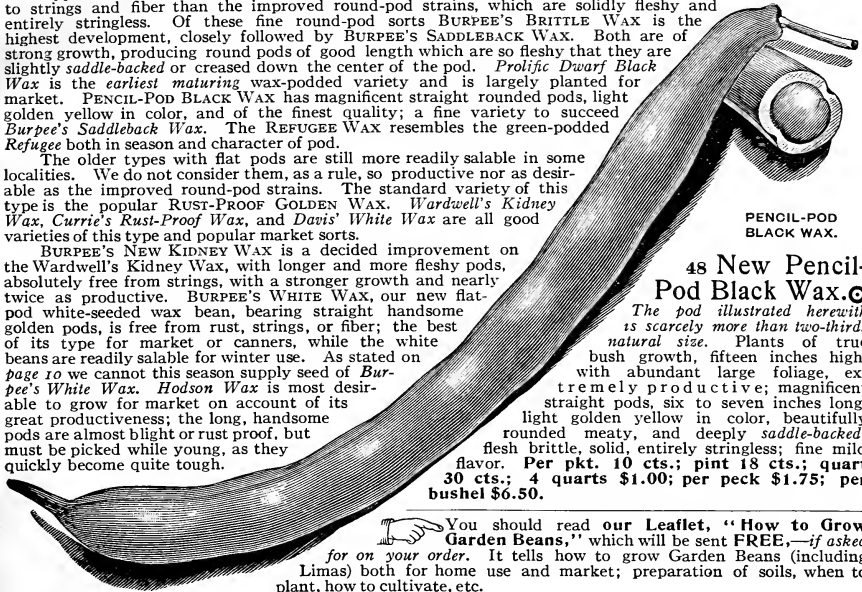 to strings and fiber than the improved round-pod strains, which are solidly fleshy and
entirely stringless. Of these fine round-pod sorts BURPEE'S BRITTLE WAX is the
highest development, closely followed by BURPEE'S SADDLEBACK WAX. Both are of
strong growth, producing round pods of good length which are so fleshy that they are
slightly saddle-backed or creased down the center of the pod. Prolific Dwarf Black
Wax is the earliest maturing wax-podded variety and is largely planted for
market. PENCIL-POD BLACK WAX has magnificent straight rounded pods, light
golden yellow in color, and of the finest quality; a fine variety to succeed
Burpee's Saddleback Wax. The REFUGEE WAX resembles the green-podded
Refugee both in season and character of pod.
The older types with flat pods are still more readily salable in some
localities. We do not consider them, as a rule, so productive nor as desir-
able as the improved round-pod strains. The standard variety of this
type is the popular RUST-PROOF GOLDEN WAX. Wardwell's Kidney
Wax, Currie's Rust-Proof Wax, and Davis' White Wax are all good
varieties of this type and popular market sorts.
BURPEE'S NEW KIDNEY WAX is a decided improvement on
the Wardwell's Kidney Wax, with longer and more fleshy pods,
absolutely free from strings, with a stronger growth and nearly
twice as productive. BURPEE'S WHITE WAX, our new flat-
pod white-seeded wax bean, bearing straight handsome
golden pods, is free from rust, strings, or fiber; the best
of its type for market or canners, while the white
beans are readily salable for winter use. As stated on
page 10 we cannot this season supply seed of Bur-
pee's White Wax. Hodson Wax is most desir-
able to grow for market on account of its
great productiveness; the long, handsome
pods are almost blight or rust proof, but
must be picked while young, as they
quickly become quite tough.
PENCIL-POD
BLACK WAX.
48 New Pencil-
Pod Black Wax.
The pod illustrated herewith
is scarcely more than two-third
natural size. Plants of true
bush growth, fifteen inches high
with abundant large foliage, ex
tremely productive; magnificen
straight pods, six to seven inches long
light golden yellow in color, beautifully
rounded meaty, and deeply saddle-backed
flesh brittle, solid, entirely stringless; fine mild
flavor. Per pkt. 10 cts.; pint 18 cts.; quar
30 cts.; 4 quarts $1.00; per peck $1.75; per
bushel $6.50.
You should read our Leaflet, "How to Grow
Garden Beans," which will be sent FREE,—if asked
for on your order. It tells how to grow Garden Beans (including
Limas) both for home use and market; preparation of soils, when to
plant, how to cultivate, etc.